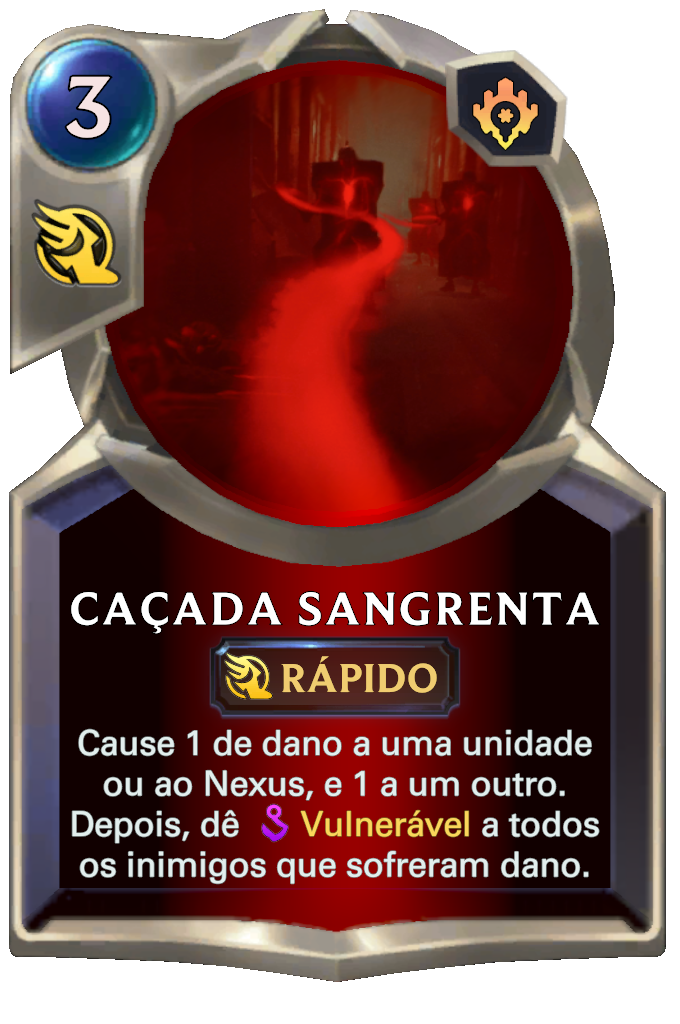 3
CAÇADA SANGRENTA
RÁPIDO
Cause 1 de dano a uma unidade
ou ao Nexus, e 1 a um outro.
Depois, dê Vulnerável a todos
os inimigos que sofreram dano.